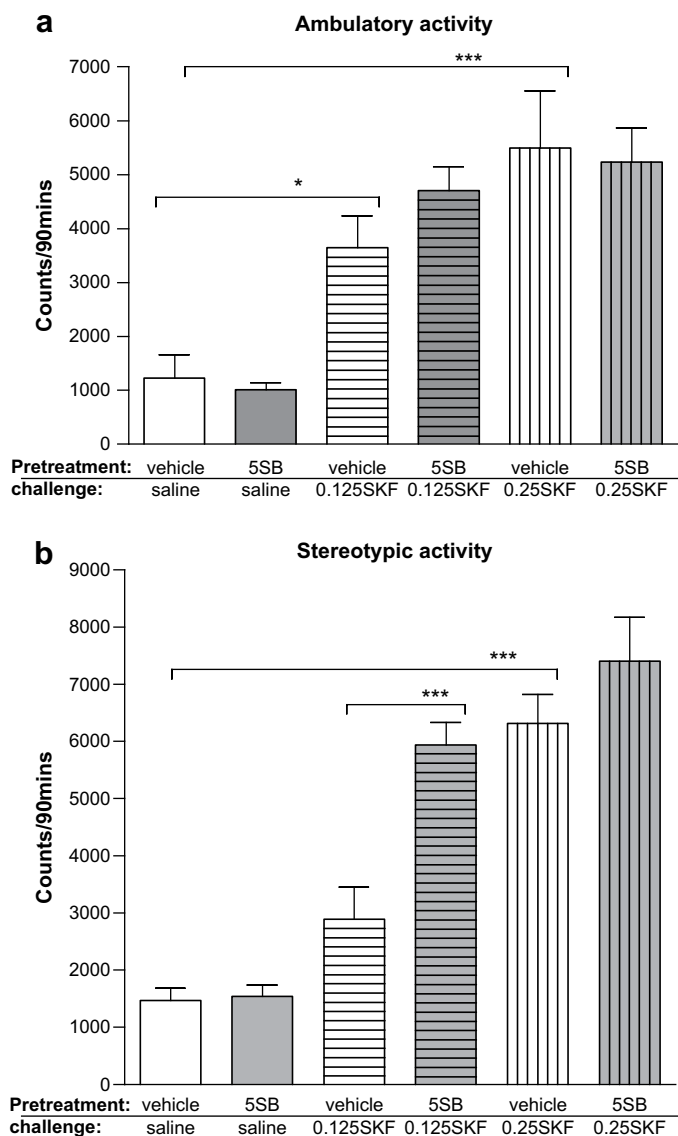 a
Ambulatory activity
7000
***
6000
5000
*
4000
3000
2000
1000
0
Counts/90mins
Pretreatment: vehicle 5SB vehicle 5SB vehicle 5SB
challenge: saline saline 0.125SKF 0.125SKF 0.25SKF 0.25SKF
b
Stereotypic activity
9000
8000
7000
***
***
6000
5000
4000
3000
2000
1000
0
Counts/90mins
Pretreatment: vehicle 5SB vehicle 5SB vehicle 5SB
challenge: saline saline 0.125SKF 0.125SKF 0.25SKF 0.25SKF